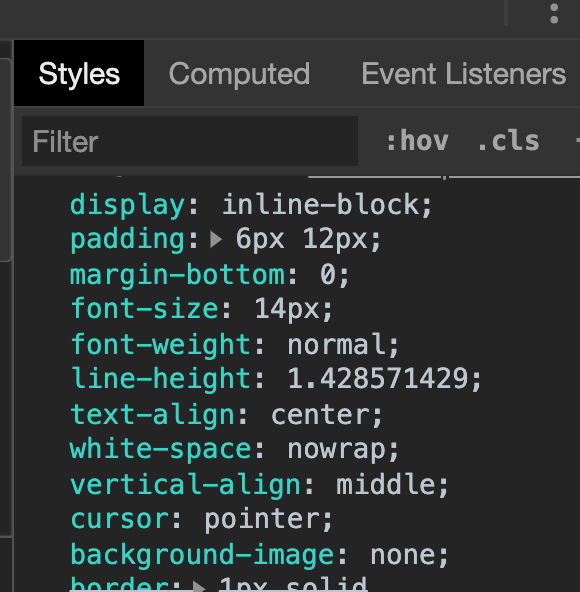 Styles Computed Event Listeners
Filter :hov .cls
display: inline-block;
padding: 6px 12px;
margin-bottom: 0;
font-size: 14px;
font-weight: normal;
line-height: 1.428571429;
text-align: center;
white-space: nowrap;
vertical-align: middle;
cursor: pointer;
background-image: none;
border: 1px solid